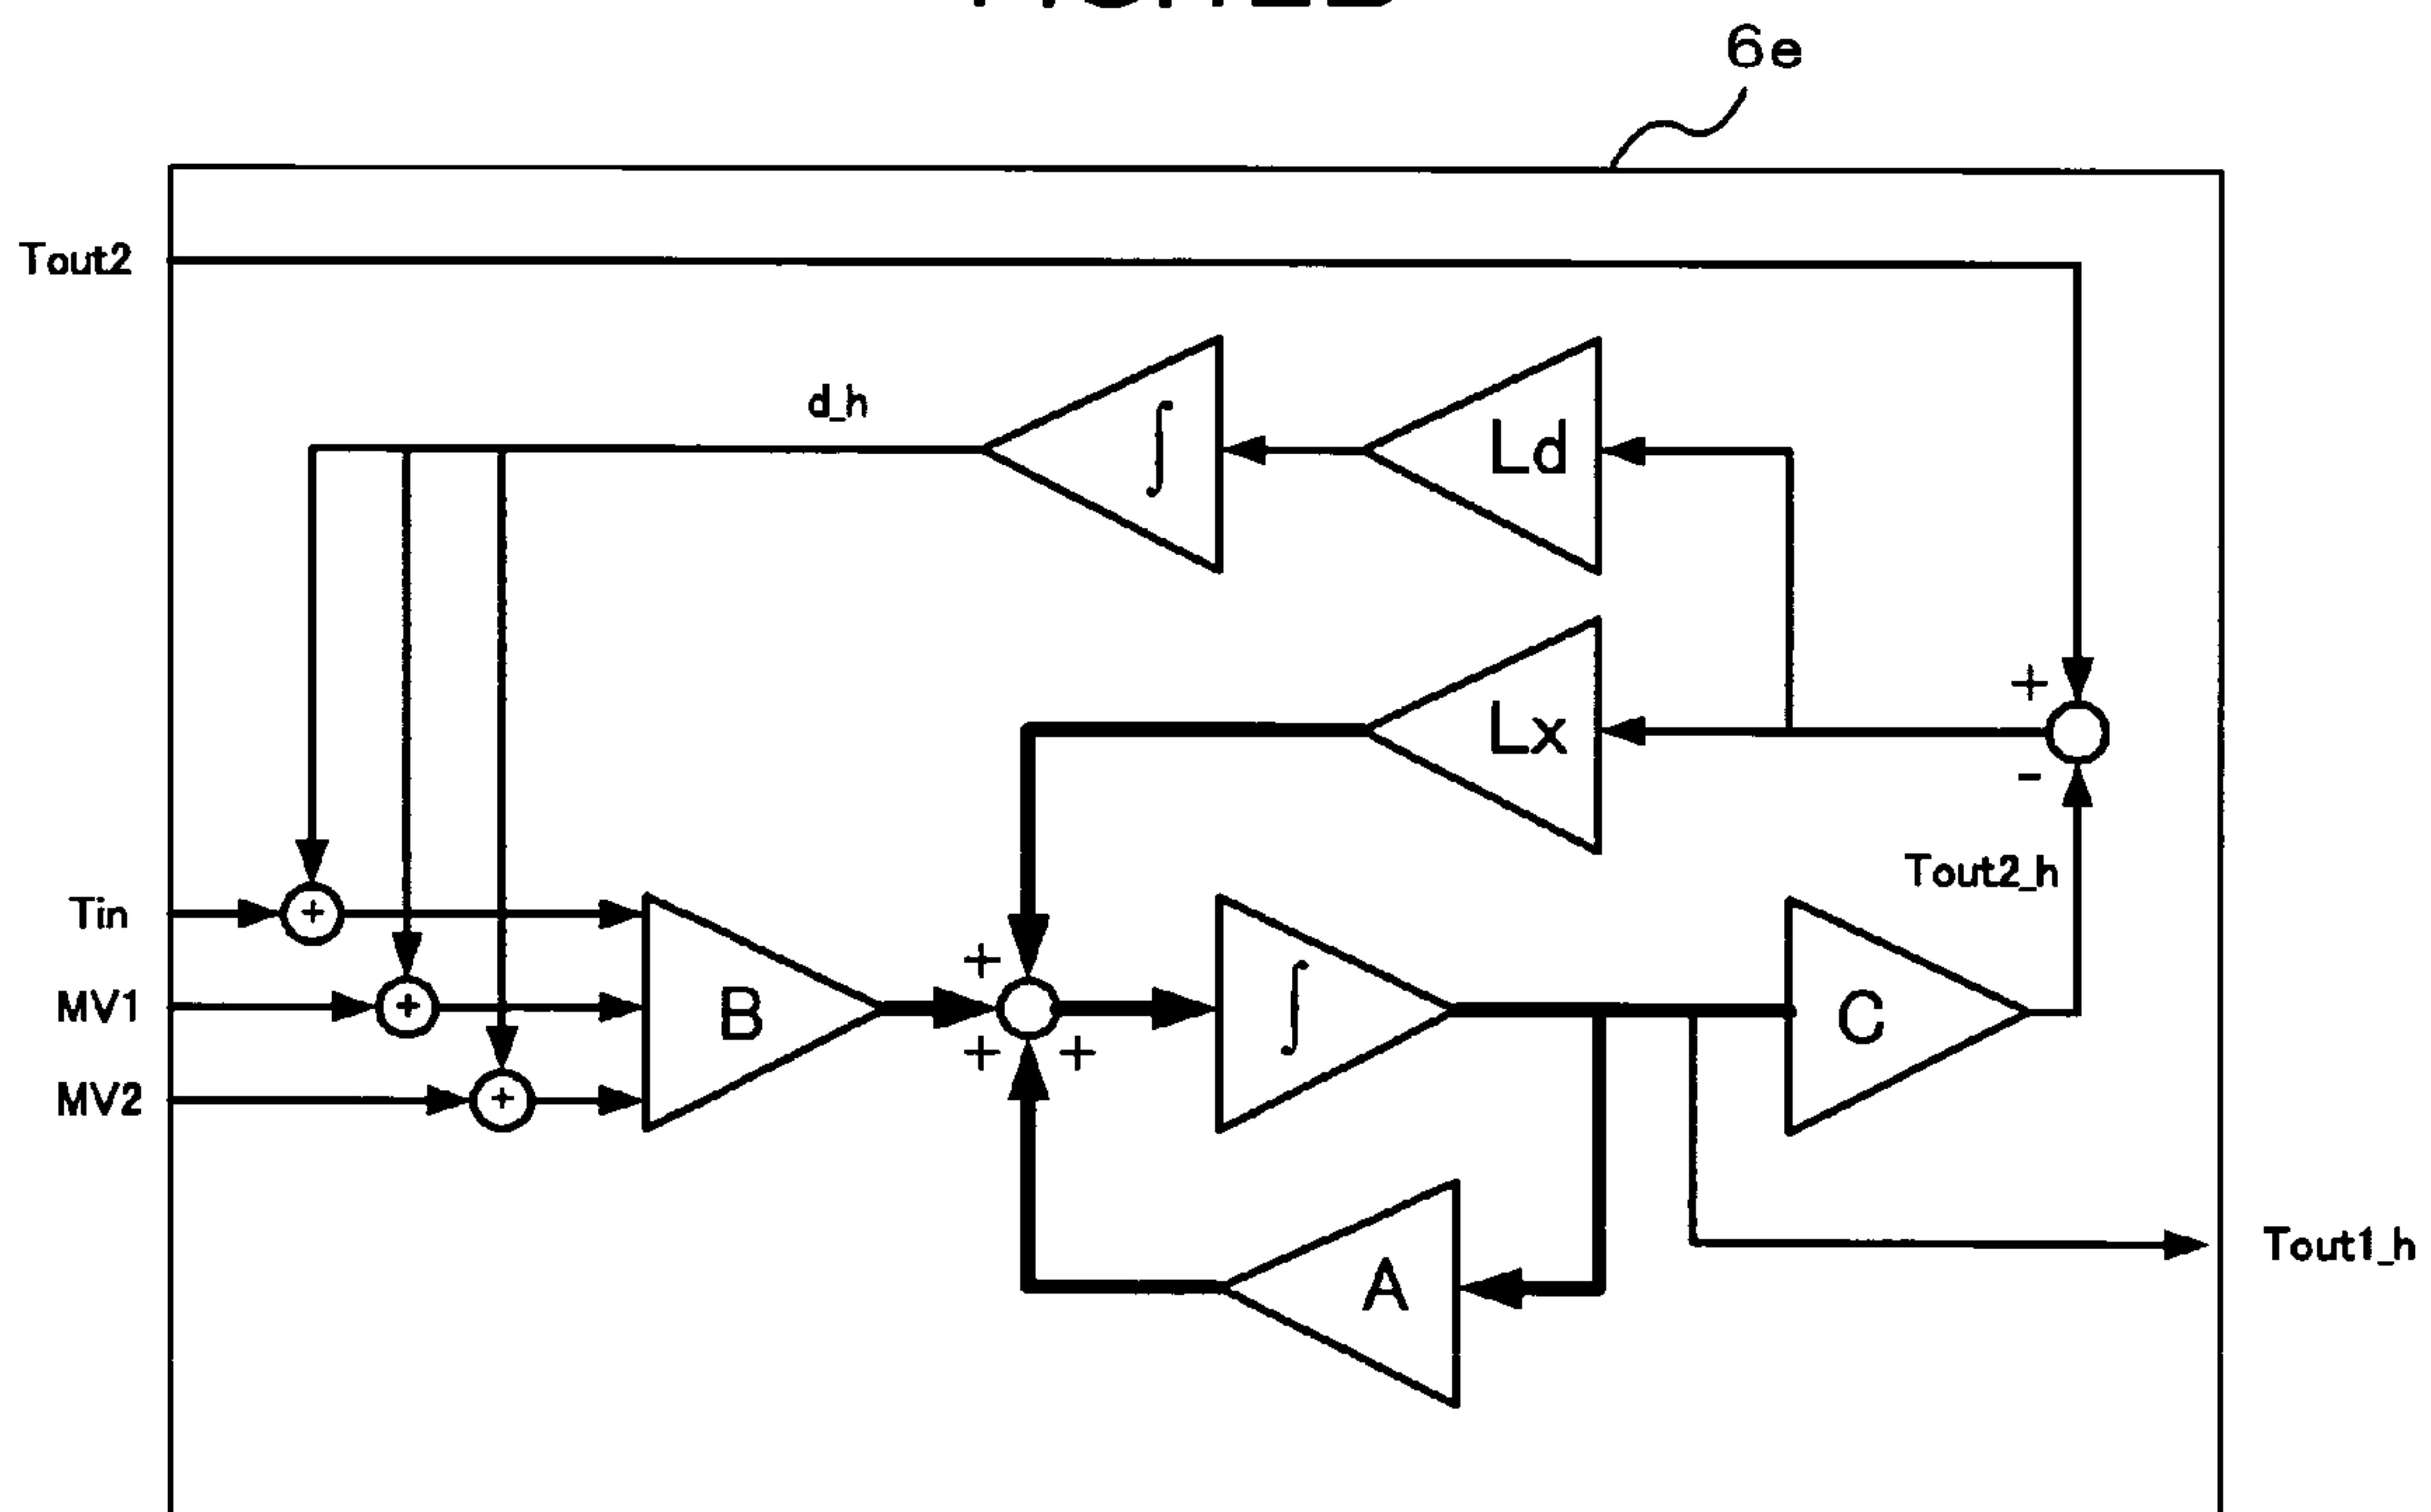 6e
Tout2
d_h
∫
Ld
+
Lx
-
Tout2_h
Tin
+
+
MV1
+
B
∫
C
+
+
MV2
+
Tout1_h
A